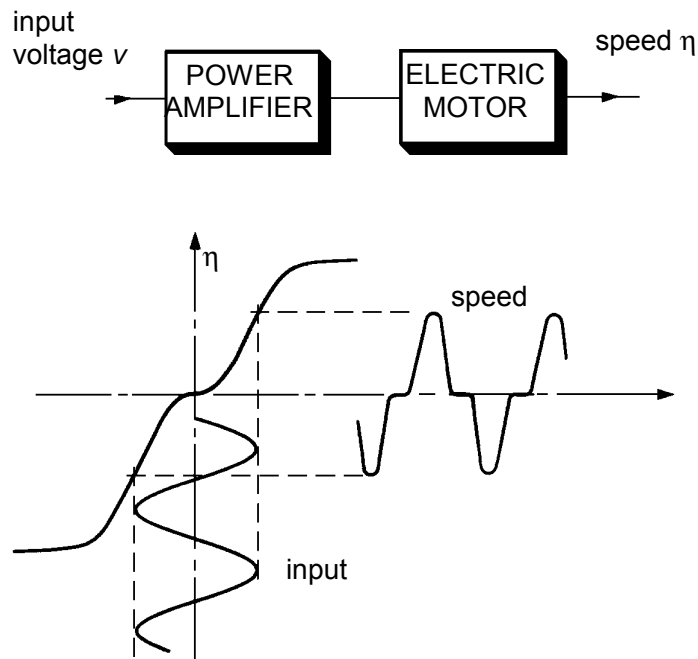 input
voltage v
POWER
AMPLIFIER
ELECTRIC
MOTOR
speed η
η
speed
input